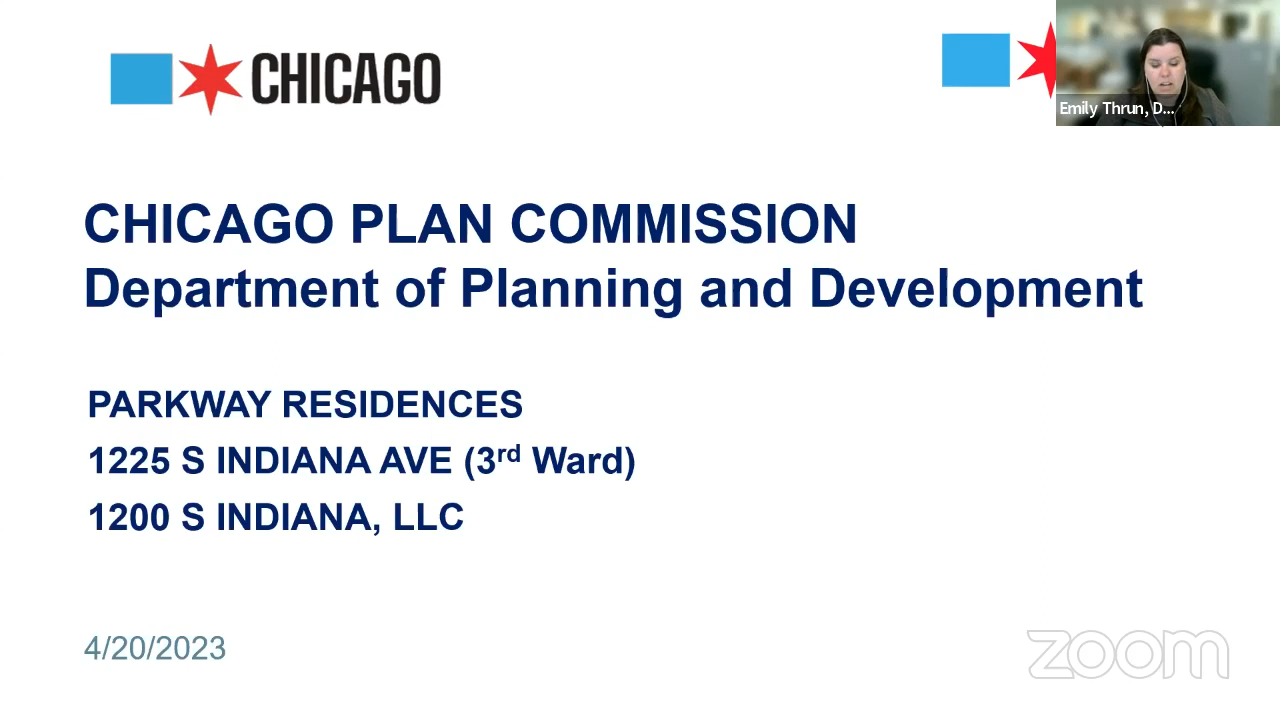 CHICAGO
Emily Thrun, D...
CHICAGO PLAN COMMISSION
Department of Planning and Development
PARKWAY RESIDENCES
1225 S INDIANA AVE (3rd Ward)
1200 S INDIANA, LLC
4/20/2023
zoom